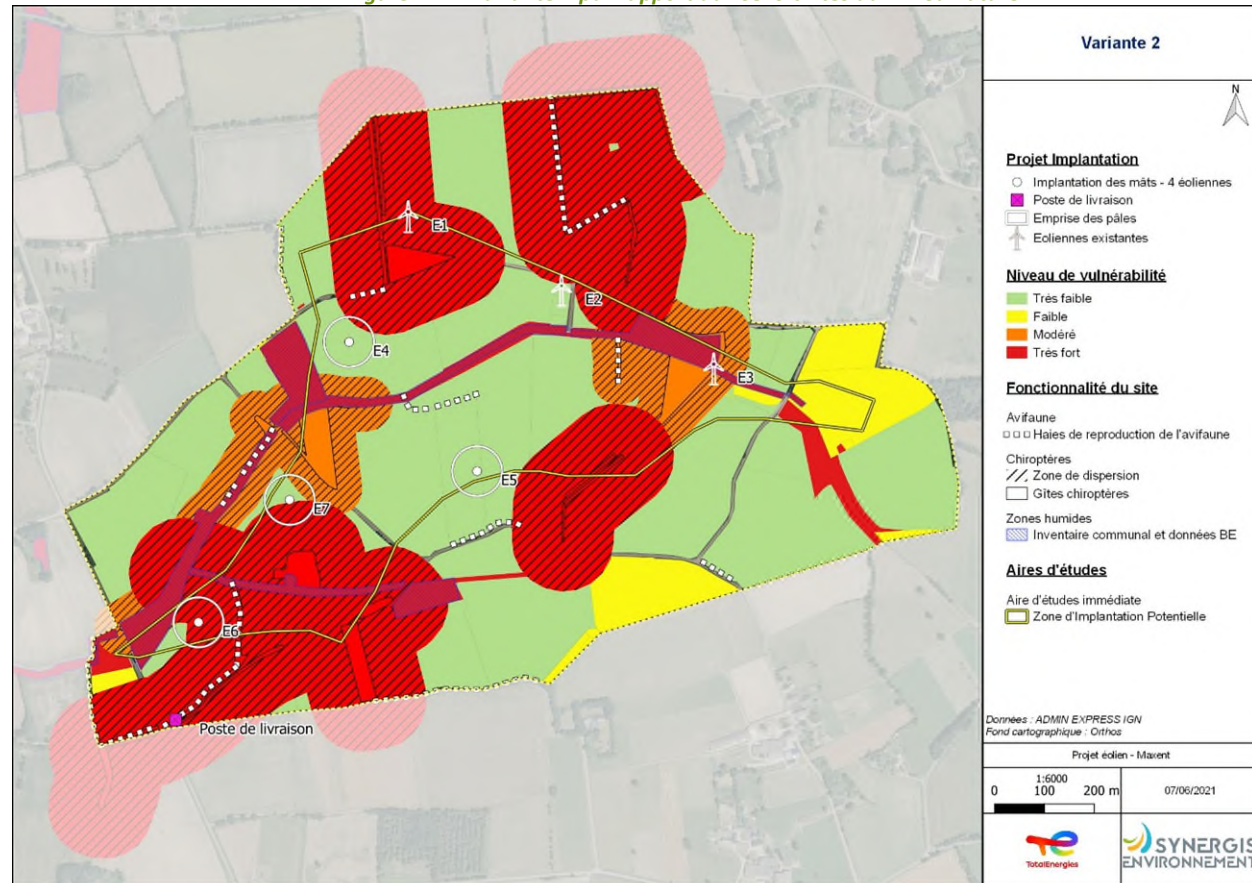 Variante 2
N
Projet Implantation
Implantation des mâts - 4 éoliennes
Poste de livraison
Emprise des pâles
Eoliennes existantes
Niveau de vulnérabilité
Très faible
Faible
Modéré
Très fort
Fonctionnalité du site
Avifaune
Haies de reproduction de l'avifaune
Chiroptères
Zone de dispersion
Gîtes chiroptères
Zones humides
Inventaire communal et données BE
Aires d'études
Aire d'études immédiate
Zone d'Implantation Potentielle
Données : ADMIN EXPRESS IGN
Fond cartographique : Orthos
Projet éolien - Maxent
1:6000
0 100 200 m
07/06/2021
TotalEnergies
SYNERGIS
ENVIRONNEMENT
E1
E2
E3
E4
E5
E7
E6
Poste de livraison